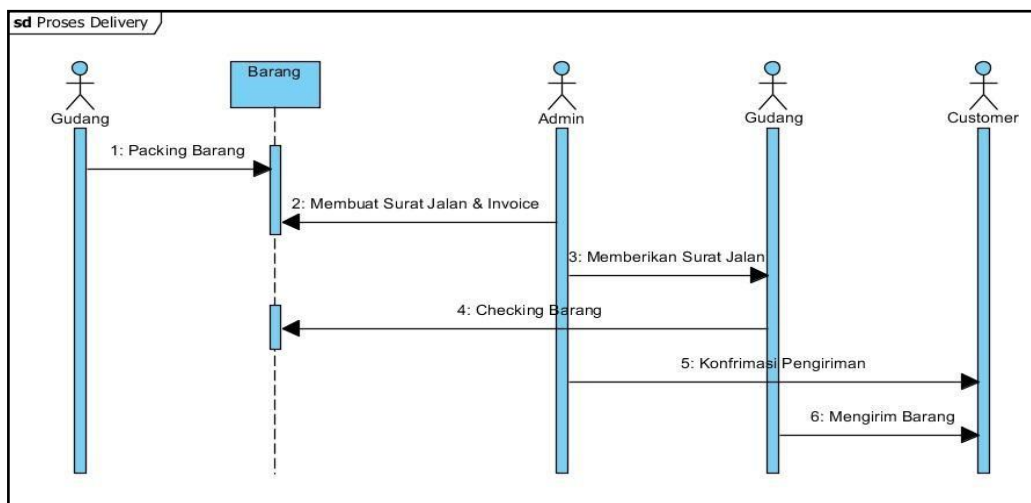 sd Proses Delivery
Barang
Gudang
Admin
Gudang
Customer
1: Packing Barang
2: Membuat Surat Jalan & Invoice
3: Memberikan Surat Jalan
4: Checking Barang
5: Konfrimasi Pengiriman
6: Mengirim Barang